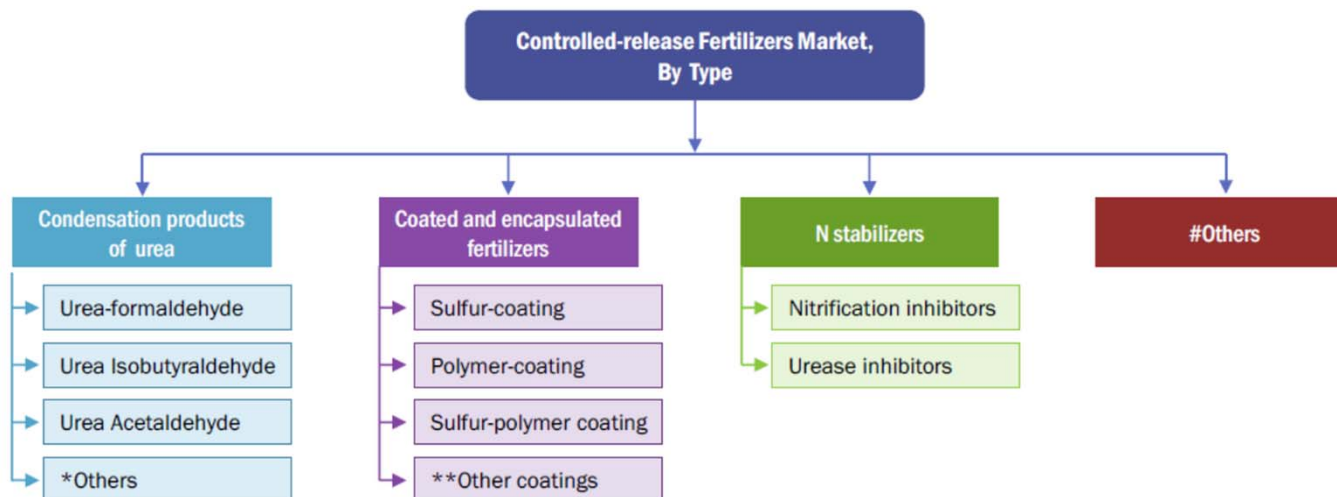 Controlled-release Fertilizers Market,
By Type
Condensation products
of urea
Urea-formaldehyde
Urea Isobutyraldehyde
Urea Acetaldehyde
*Others
Coated and encapsulated
fertilizers
Sulfur-coating
Polymer-coating
Sulfur-polymer coating
**Other coatings
N stabilizers
Nitrification inhibitors
Urease inhibitors
#Others